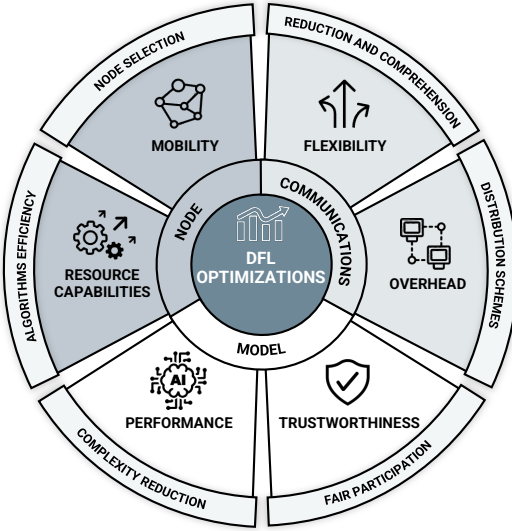 NODE SELECTION
REDUCTION AND COMPREHENSION
MOBILITY
FLEXIBILITY
ALGORITHMS EFFICIENCY
NODE
COMMUNICATIONS
DISTRIBUTION SCHEMES
RESOURCE
CAPABILITIES
DFL
OPTIMIZATIONS
OVERHEAD
MODEL
AI
PERFORMANCE
TRUSTWORTHINESS
COMPLEXITY REDUCTION
FAIR PARTICIPATION